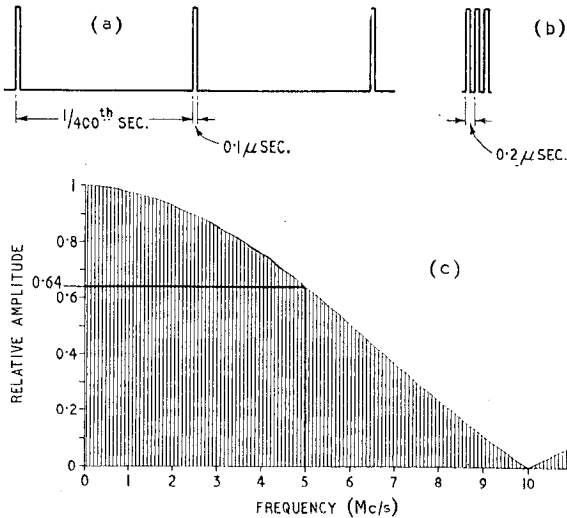 (a)
(b)
1/400th SEC.
0·1 μ SEC.
0·2 μ SEC.
(c)
RELATIVE AMPLITUDE
1
0·8
0·64
0·6
0·4
0·2
0
0 1 2 3 4 5 6 7 8 9 10
FREQUENCY (Mc/s)